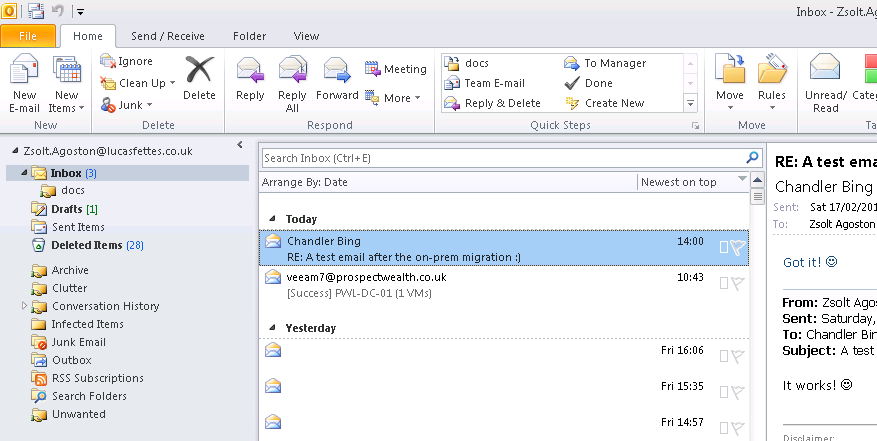 Inbox - Zsolt.Ago
File Home Send / Receive Folder View
New E-mail
New Items
New
Ignore
Clean Up
Junk
Delete
Delete
Reply
Reply All
Forward
Meeting
More
Respond
docs
Team E-mail
Reply & Delete
To Manager
Done
Create New
Quick Steps
Move
Rules
Move
Unread/ Read
Categ
Ta
Zsolt.Agoston@lucasfettes.co.uk
Inbox (3)
docs
Drafts [1]
Sent Items
Deleted Items (28)
Archive
Clutter
Conversation History
Infected Items
Junk Email
Outbox
RSS Subscriptions
Search Folders
Unwanted
Search Inbox (Ctrl+E)
Arrange By: Date Newest on top
Today
Chandler Bing 14:00
RE: A test email after the on-prem migration :)
veeam7@prospectwealth.co.uk 10:43
[Success] PWL-DC-01 (1 VMs)
Yesterday
Fri 16:06
Fri 15:35
Fri 14:57
RE: A test ema
Chandler Bing
Sent: Sat 17/02/201
To: Zsolt Agoston
Got it! ☺
From: Zsolt Agos
Sent: Saturday,
To: Chandler Bin
Subject: A test
It works! ☺
Disclaimer: